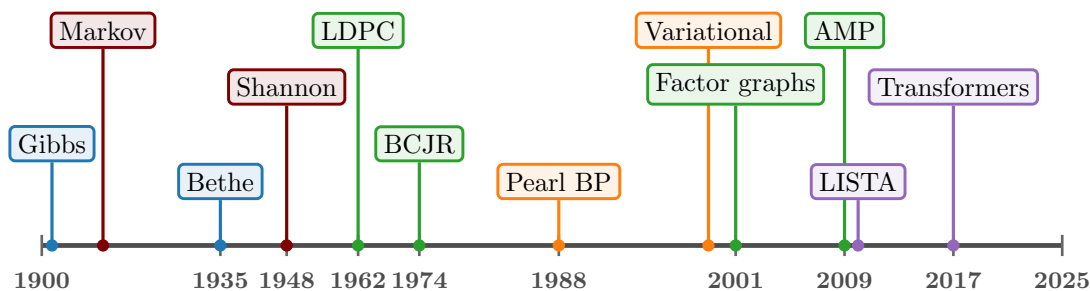 Markov
LDPC
Variational
AMP
Shannon
Factor graphs
Transformers
Gibbs
BCJR
Bethe
Pearl BP
LISTA
1900 1935 1948 1962 1974 1988 2001 2009 2017 2025